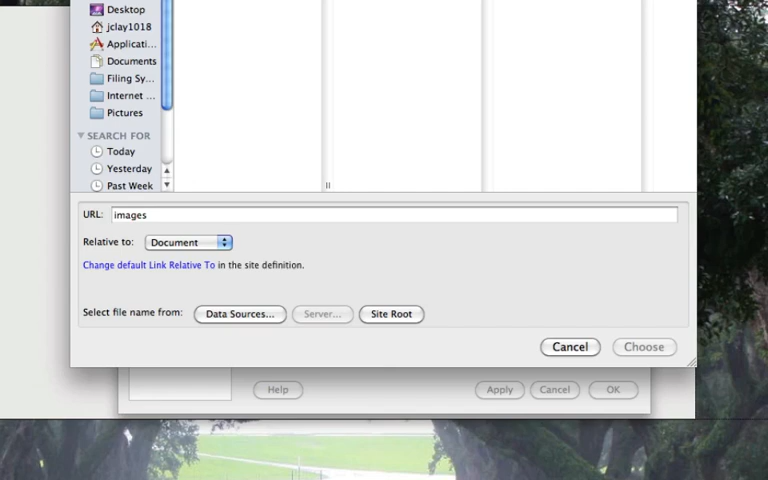 Desktop
jclay1018
Applicati...
Documents
Filing Sy...
Internet ...
Pictures
SEARCH FOR
Today
Yesterday
Past Week
URL: images
Relative to: Document
Change default Link Relative To in the site definition.
Select file name from: Data Sources... Server... Site Root
Cancel Choose
Help Apply Cancel OK